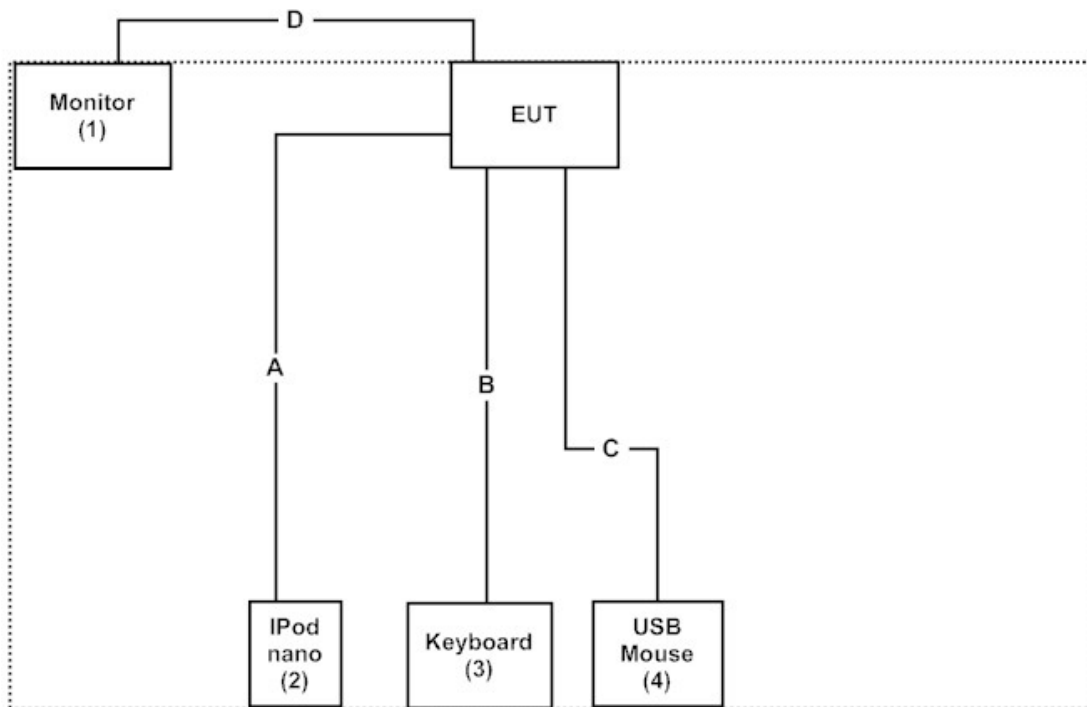 D
Monitor
(1)
EUT
A
B
C
IPod
nano
(2)
Keyboard
(3)
USB
Mouse
(4)